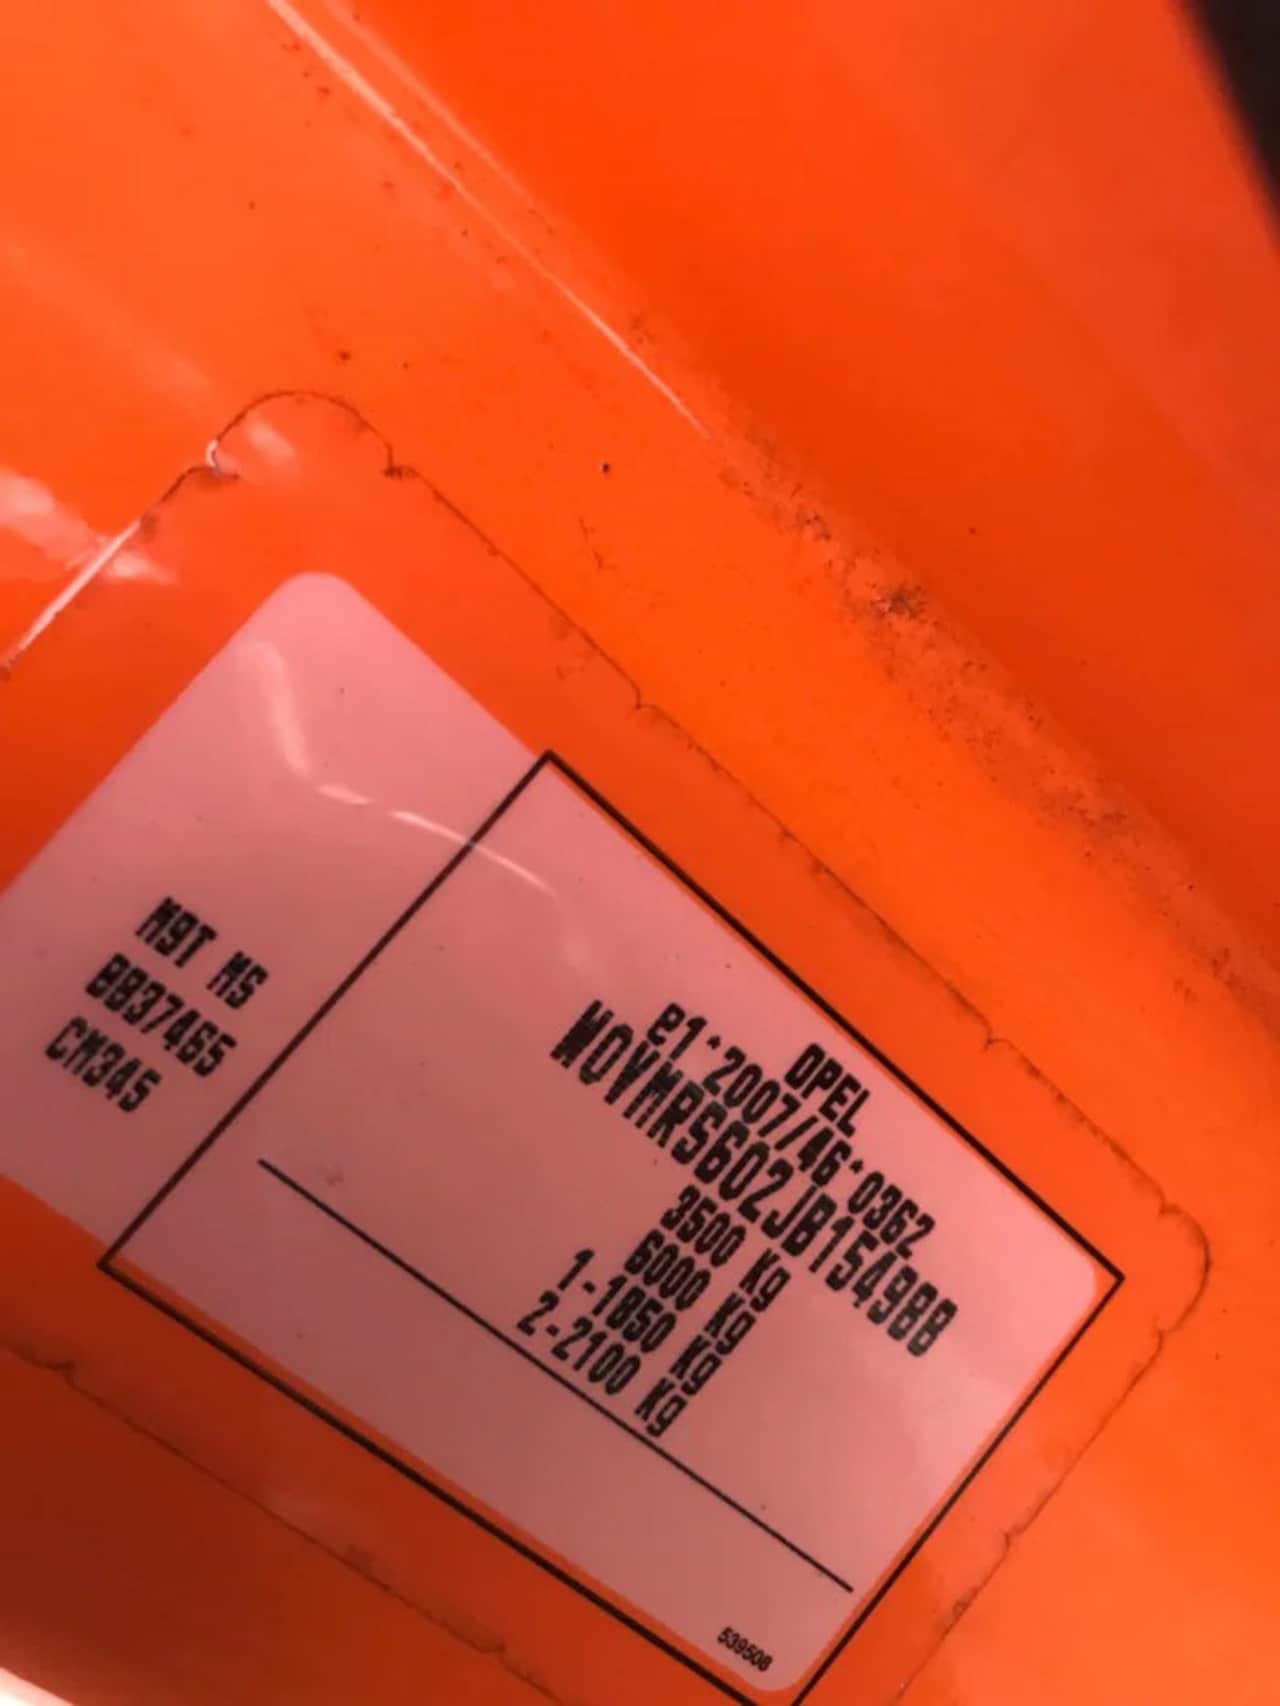 OPEL
e1*2007/46*0362
W0VMRS602JB154988
3500 Kg
6000 Kg
1-1850 Kg
2-2100 Kg
M9T MS
BB37465
CM345
539508